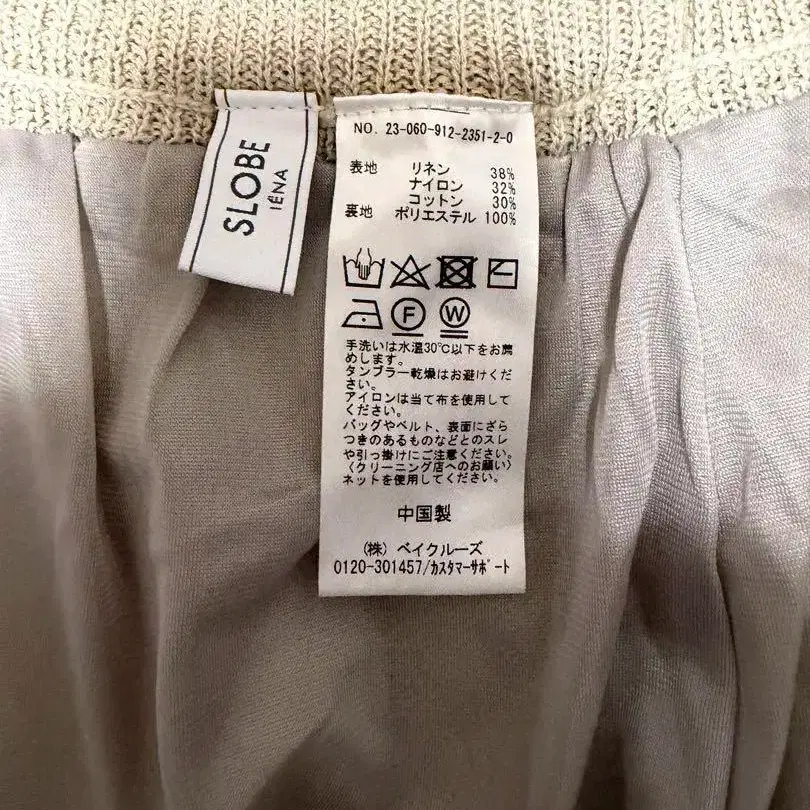 SLOBE
IÉNA
NO. 23-060-912-2351-2-0
表地 リネン 38%
ナイロン 32%
コットン 30%
裏地 ポリエステル 100%
F W
手洗いは水温30℃以下をお薦
めします。
タンブラー乾燥はお避けくだ
さい。
アイロンは当て布を使用して
ください。
バッグやベルト、表面にざら
つきのあるものなどとのスレ
や引っ掛けにご注意ください。
〈クリーニング店へのお願い〉
ネットを使用してください。
中国製
(株) ベイクルーズ
0120-301457/カスタマーサポート